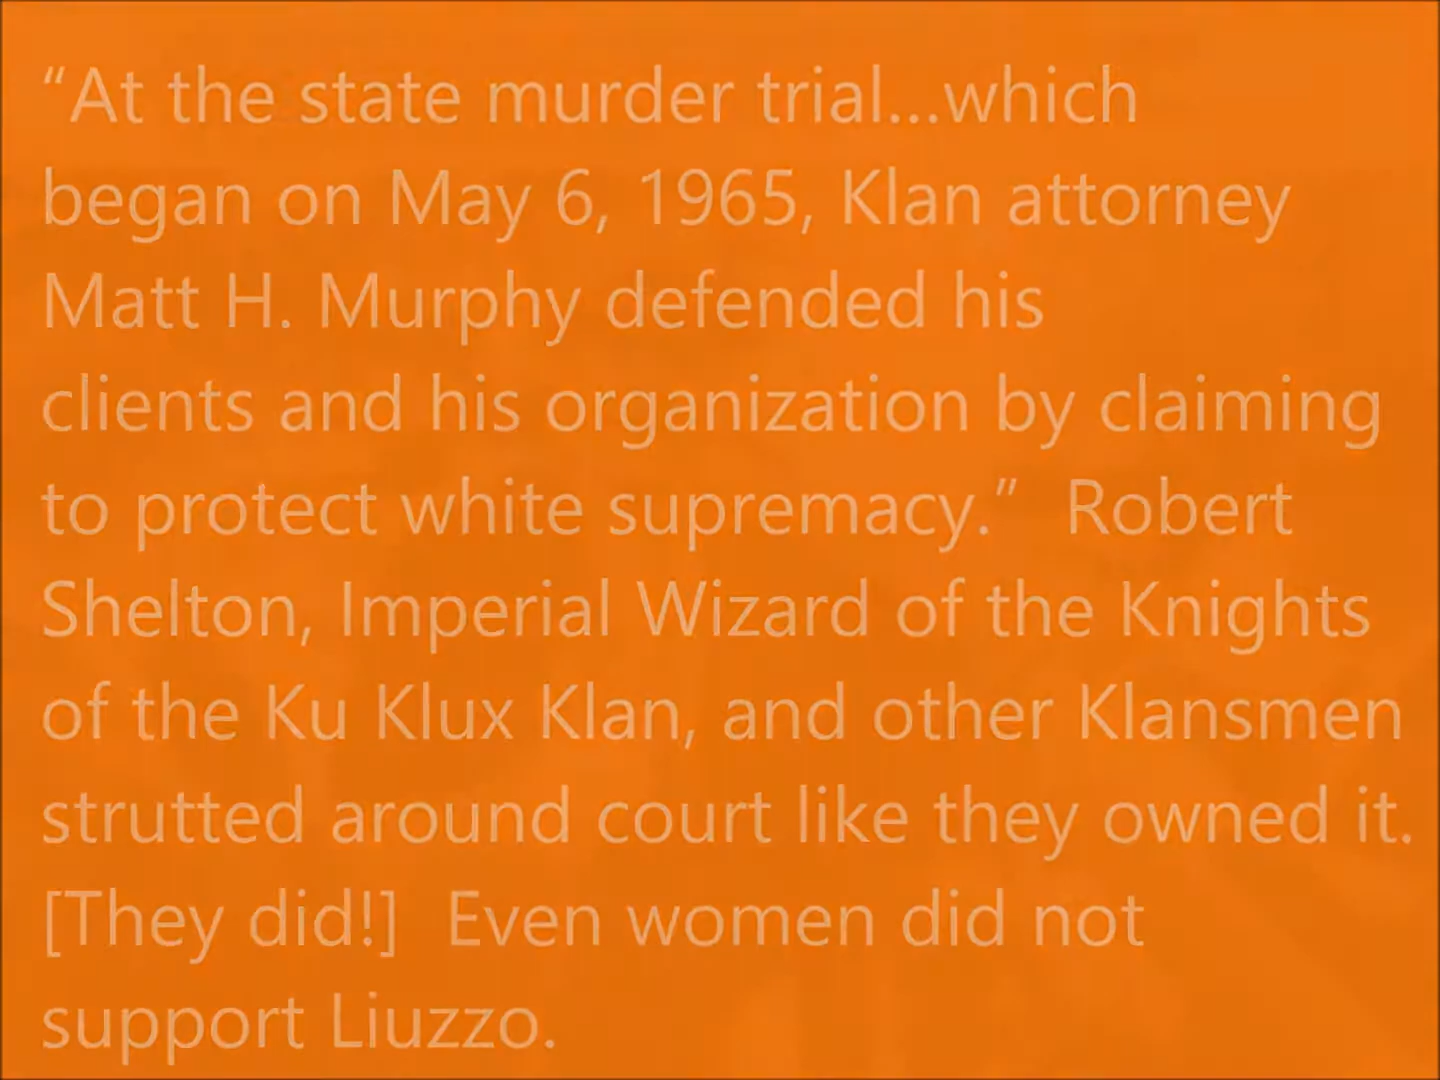 “At the state murder trial...which
began on May 6, 1965, Klan attorney
Matt H. Murphy defended his
clients and his organization by claiming
to protect white supremacy.”  Robert
Shelton, Imperial Wizard of the Knights
of the Ku Klux Klan, and other Klansmen
strutted around court like they owned it.
[They did!]  Even women did not
support Liuzzo.